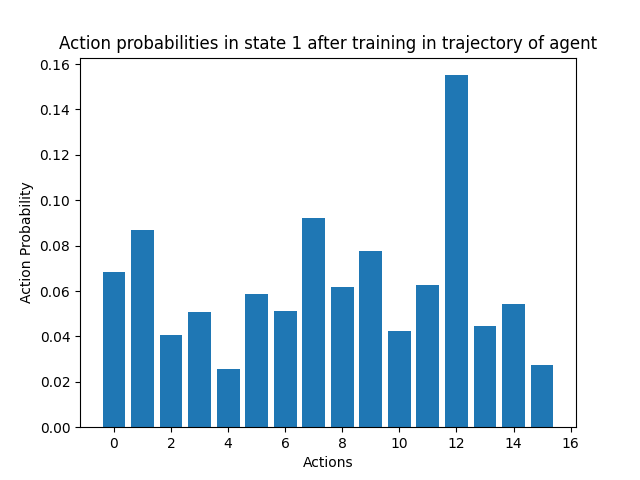 Action probabilities in state 1 after training in trajectory of agent
0.16
0.14
0.12
0.10
0.08
0.06
0.04
0.02
0.00
Action Probability
0 2 4 6 8 10 12 14 16
Actions